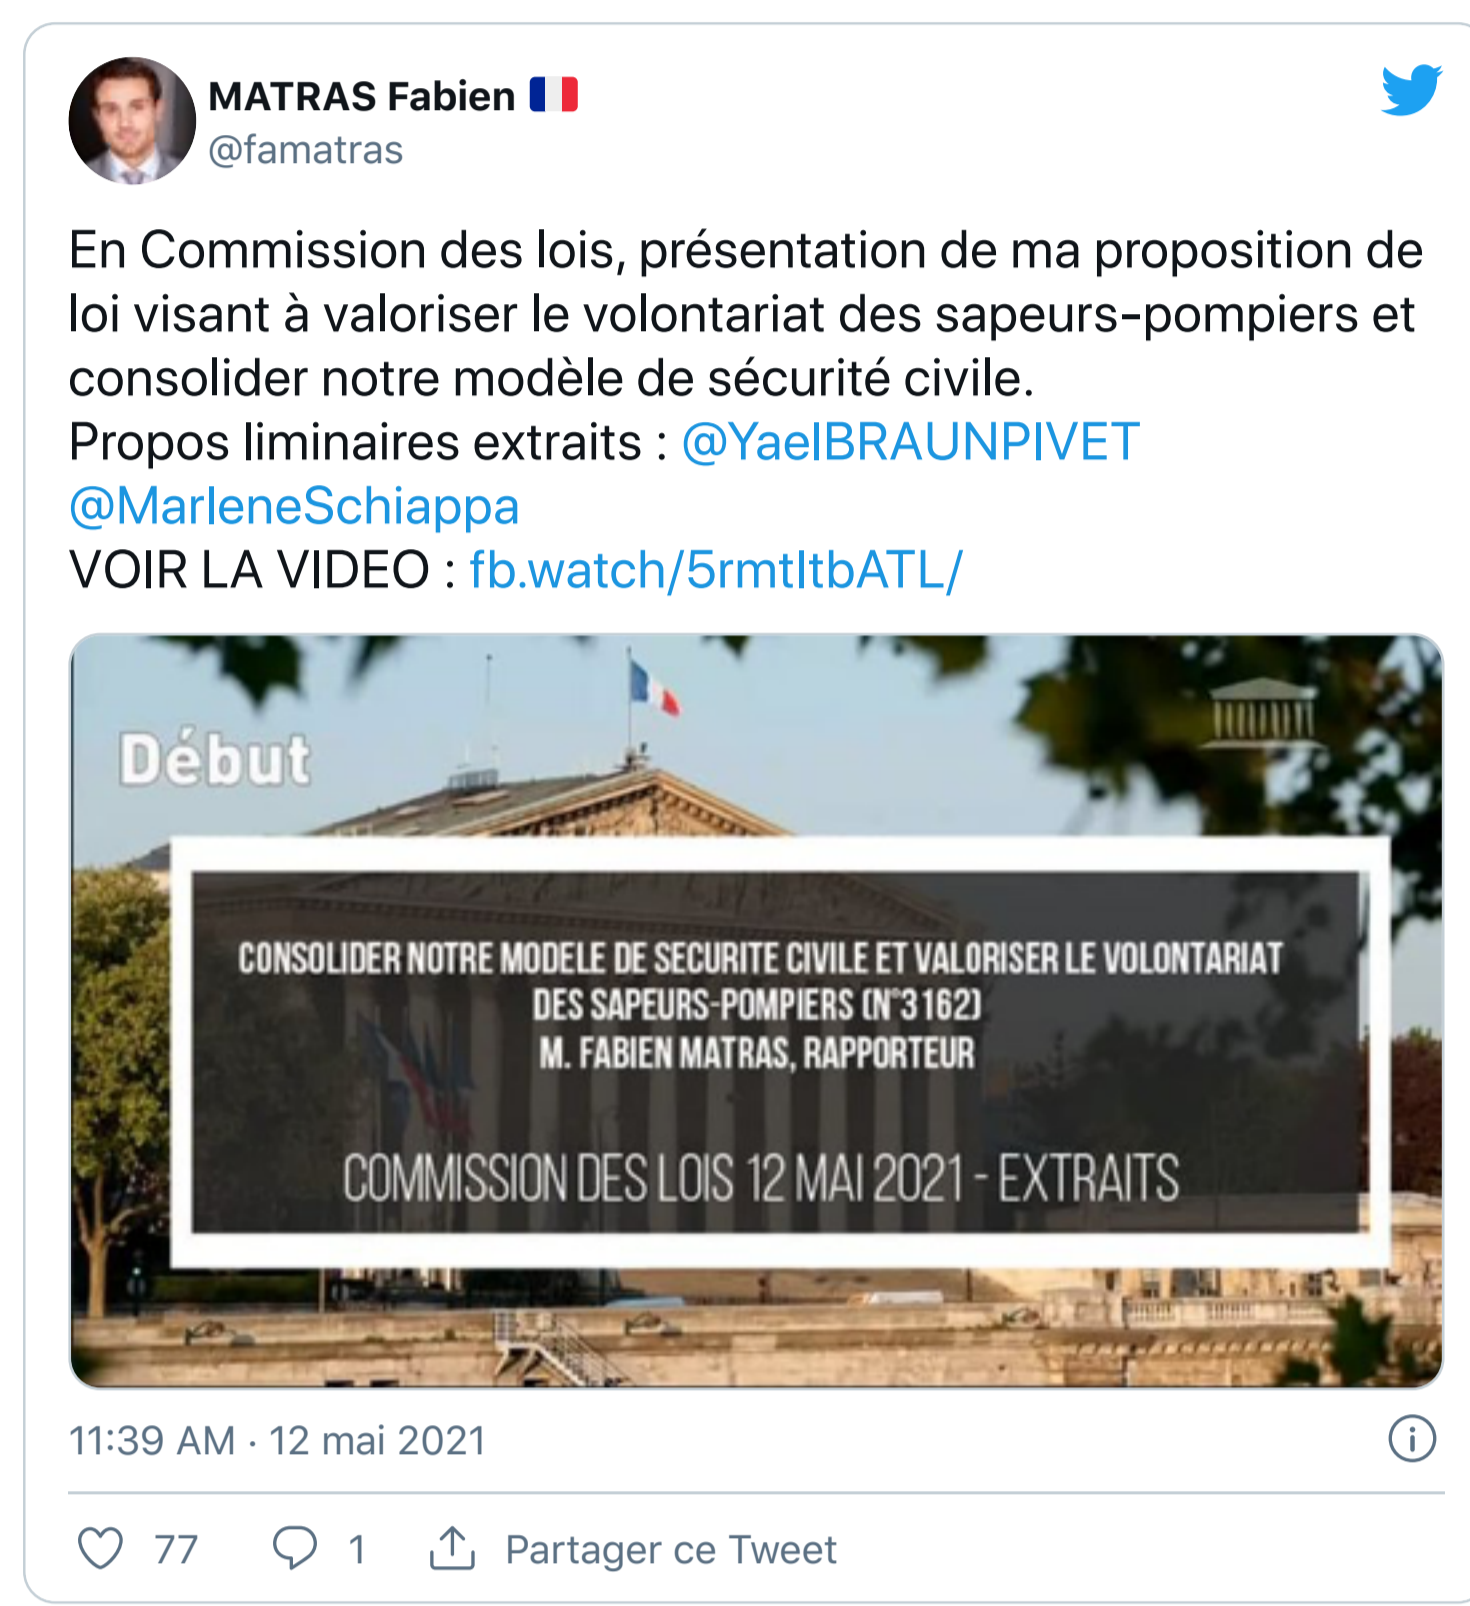 MATRAS Fabien 🇫🇷
@famatras
En Commission des lois, présentation de ma proposition de
loi visant à valoriser le volontariat des sapeurs-pompiers et
consolider notre modèle de sécurité civile.
Propos liminaires extraits : @YaelBRAUNPIVET
@MarleneSchiappa
VOIR LA VIDEO : fb.watch/5rmtltbATL/
Début
CONSOLIDER NOTRE MODELE DE SECURITE CIVILE ET VALORISER LE VOLONTARIAT
DES SAPEURS-POMPIERS (N°3162)
M. FABIEN MATRAS, RAPPORTEUR
COMMISSION DES LOIS 12 MAI 2021 - EXTRAITS
11:39 AM · 12 mai 2021
77 1 Partager ce Tweet